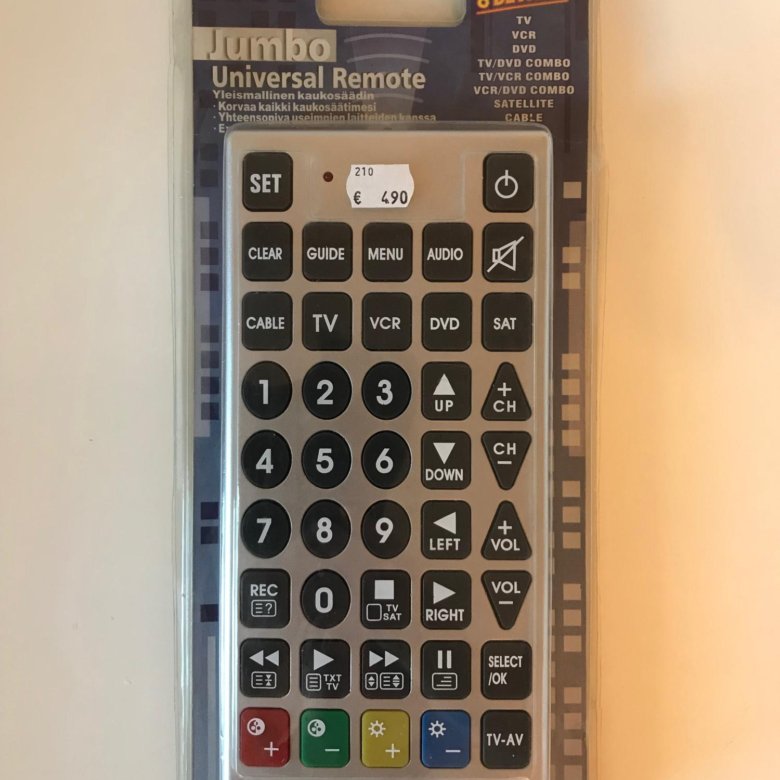 Jumbo
Universal Remote
Yleismallinen kaukosäädin
· Korvaa kaikki kaukosäätimesi
· Yhteensopiva useimpien laitteiden kanssa
TV
VCR
DVD
TV/DVD COMBO
TV/VCR COMBO
VCR/DVD COMBO
SATELLITE
CABLE
SET
210
€ 490
CLEAR GUIDE MENU AUDIO
CABLE TV VCR DVD SAT
1 2 3 UP + CH
4 5 6 DOWN CH −
7 8 9 LEFT + VOL
REC ? 0 TV SAT RIGHT VOL −
TXT TV SELECT /OK
+ − + − TV-AV